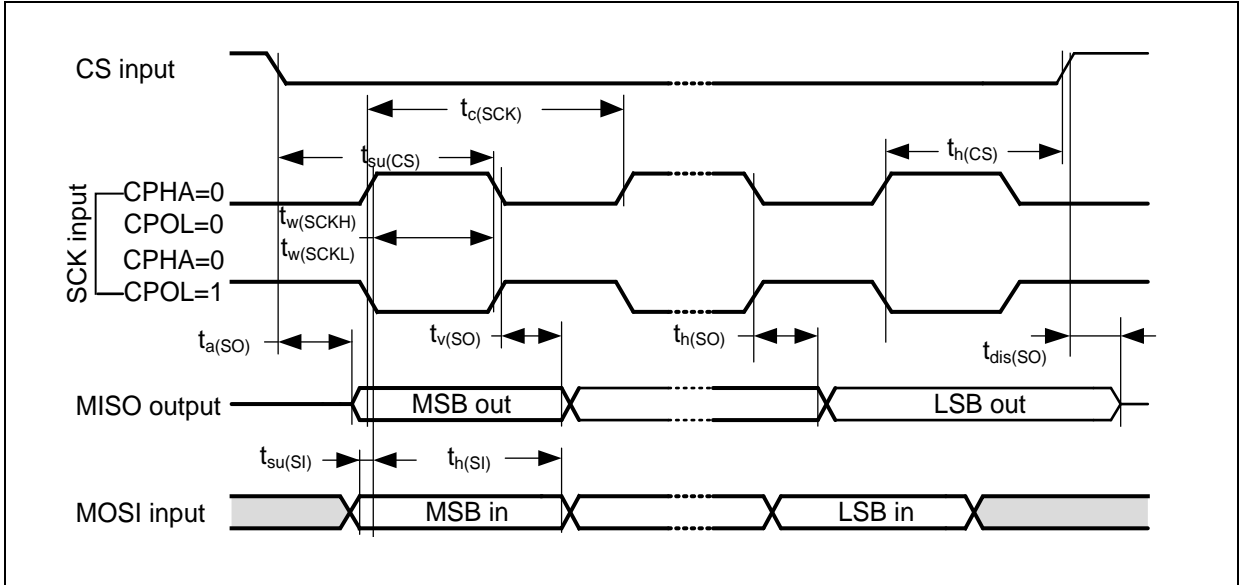 CS input
tc(SCK)
tsu(CS)
th(CS)
SCK input
CPHA=0
CPOL=0
CPHA=0
CPOL=1
tw(SCKH)
tw(SCKL)
ta(SO)
tv(SO)
th(SO)
tdis(SO)
MISO output
MSB out
LSB out
tsu(SI)
th(SI)
MOSI input
MSB in
LSB in